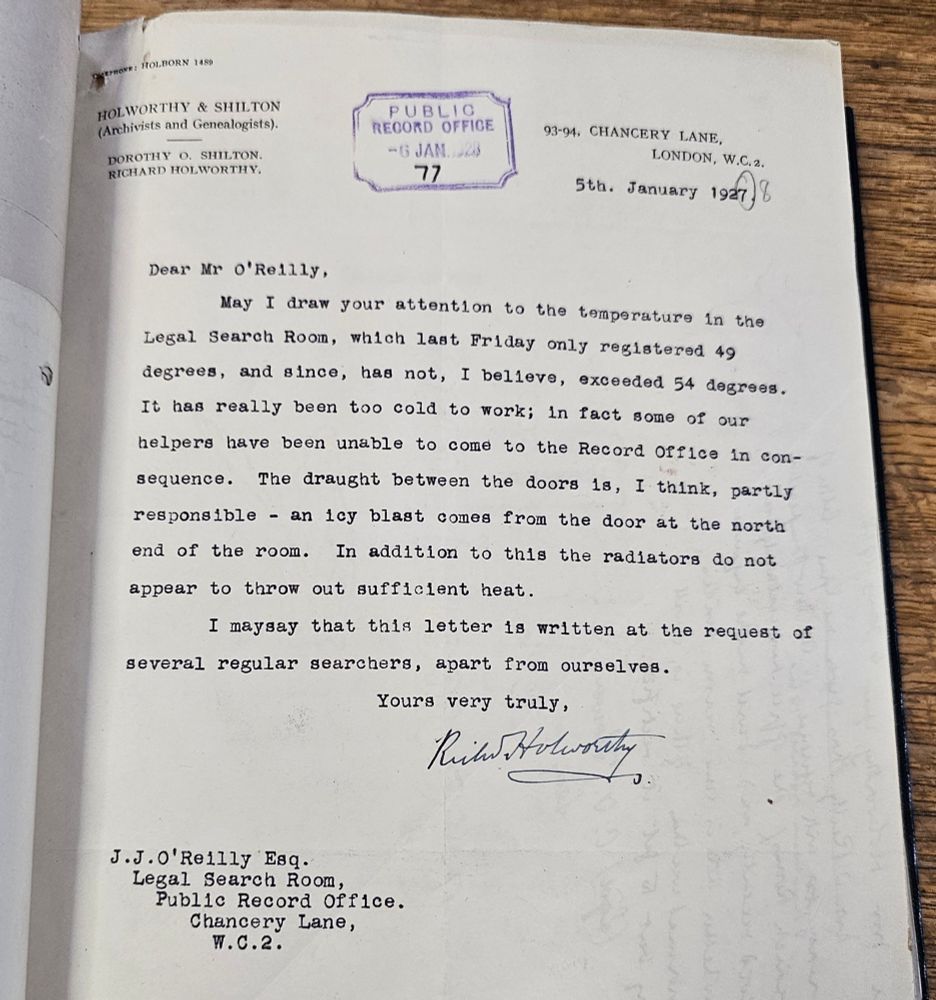 TELEPHONE: HOLBORN 1489
HOLWORTHY & SHILTON
(Archivists and Genealogists).
DOROTHY O. SHILTON.
RICHARD HOLWORTHY.
PUBLIC
RECORD OFFICE
-6 JAN. 1928
77
93-94, CHANCERY LANE,
LONDON, W.C.2.
5th. January 1927. 8
Dear Mr O'Reilly,
May I draw your attention to the temperature in the
Legal Search Room, which last Friday only registered 49
degrees, and since, has not, I believe, exceeded 54 degrees.
It has really been too cold to work; in fact some of our
helpers have been unable to come to the Record Office in con-
sequence. The draught between the doors is, I think, partly
responsible - an icy blast comes from the door at the north
end of the room. In addition to this the radiators do not
appear to throw out sufficient heat.
I maysay that this letter is written at the request of
several regular searchers, apart from ourselves.
Yours very truly,
Richd Holworthy
J.J.O'Reilly Esq.
Legal Search Room,
Public Record Office.
Chancery Lane,
W.C.2.